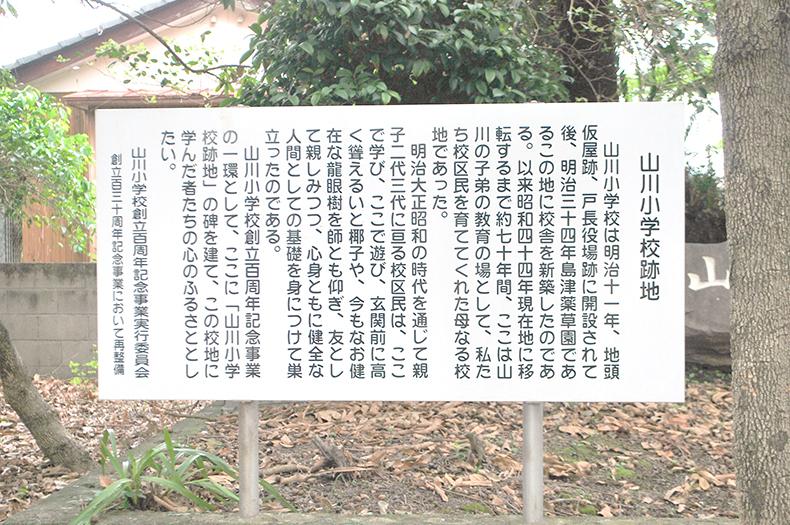 山川小学校跡地
山川小学校は明治十一年、地頭
仮屋跡、戸長役場跡に開設されて
後、明治三十四年島津薬草園であ
るこの地に校舎を新築したのであ
る。以来昭和四十四年現在地に移
転するまで約七十年間、ここは山
川の子弟の教育の場として、私た
ち校区民を育ててくれた母なる校
地であった。
明治大正昭和の時代を通じて親
子二代三代に亘る校区民は、ここ
で学び、ここで遊び、玄関前に高
く聳えるいと椰子や、今もなお健
在な龍眼樹を師とも仰ぎ、友とし
て親しみつつ、心身ともに健全な
人間としての基礎を身につけて巣
立ったのである。
山川小学校創立百周年記念事業
の一環として、ここに「山川小学
校跡地」の碑を建て、この校地に
学んだ者たちの心のふるさととし
たい。
山川小学校創立百周年記念事業実行委員会
創立百三十周年記念事業において再整備
山